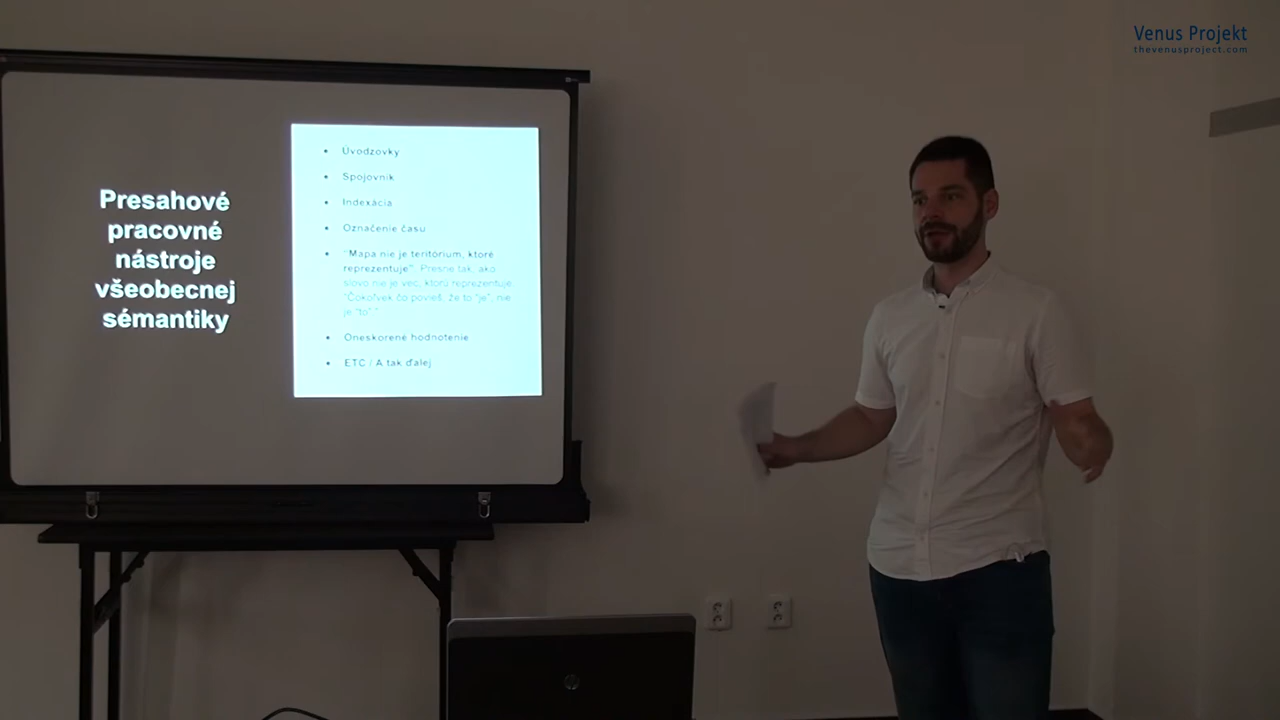 Venus Projekt
thevenusproject.com
Presahové
pracovné
nástroje
všeobecnej
sémantiky
• Úvodzovky
• Spojovník
• Indexácia
• Označenie času
• "Mapa nie je teritórium, ktoré
reprezentuje". Presne tak, ako
slovo nie je vec, ktorú reprezentuje.
"Čokoľvek čo povieš, že to "je", nie
je "to"."
• Oneskorené hodnotenie
• ETC / A tak ďalej